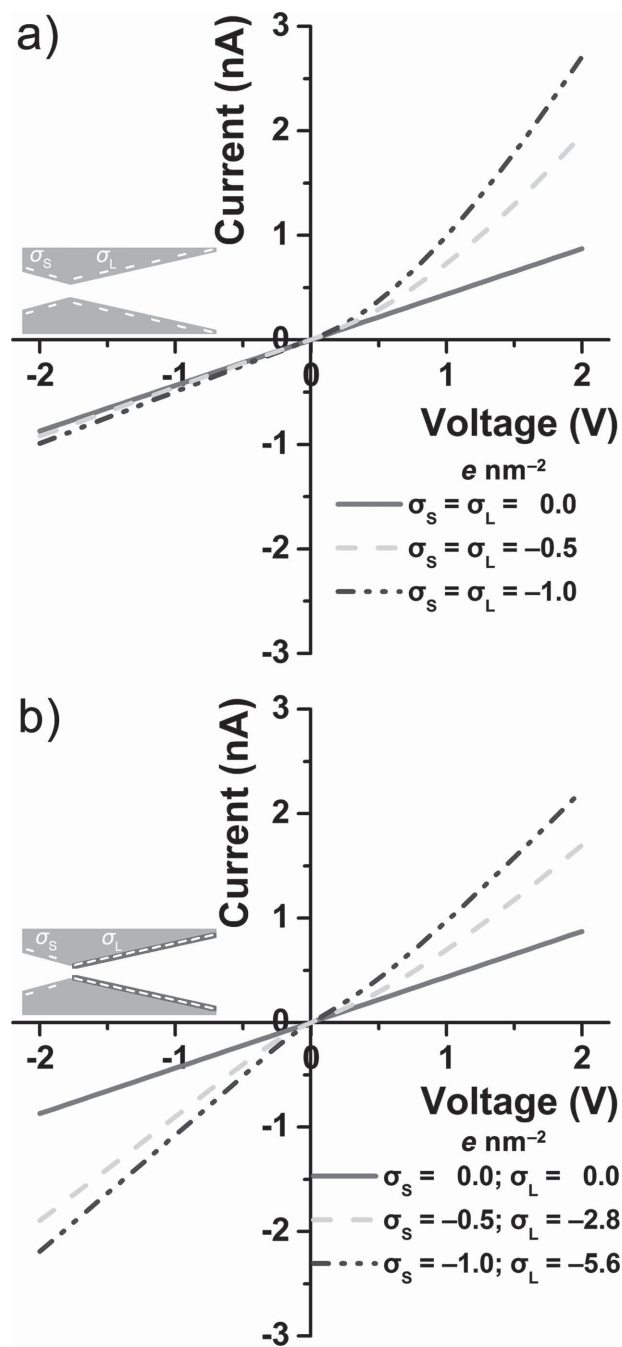 a)
Current (nA)
3
2
1
σS σL
0
-2 -1 0 1 2
Voltage (V)
-1
e nm–2
σS = σL = 0.0
-2
σS = σL = –0.5
σS = σL = –1.0
-3
b)
Current (nA)
3
2
1
σS σL
0
-2 -1 0 1 2
Voltage (V)
-1
e nm–2
σS = 0.0; σL = 0.0
-2
σS = –0.5; σL = –2.8
σS = –1.0; σL = –5.6
-3